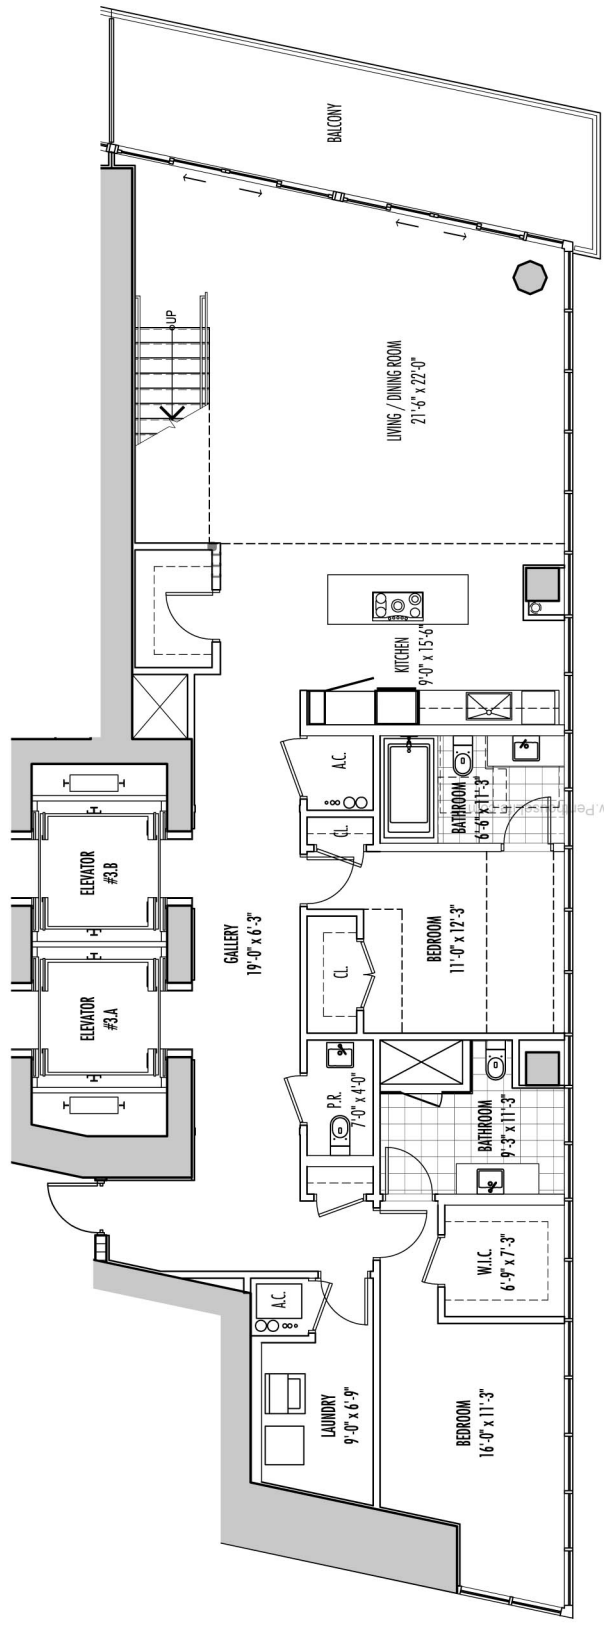 BALCONY
UP
LIVING / DINING ROOM
21'-6" x 22'-0"
KITCHEN
9'-0" x 15'-6"
A.C.
BATHROOM
6'-6" x 11'-3"
CL.
ELEVATOR
#3.B
GALLERY
19'-0" x 6'-3"
BEDROOM
11'-0" x 12'-3"
CL.
ELEVATOR
#3.A
P.R.
7'-0" x 4'-0"
BATHROOM
9'-3" x 11'-3"
W.I.C.
6'-9" x 7'-3"
A.C.
LAUNDRY
9'-0" x 6'-9"
BEDROOM
16'-0" x 11'-3"